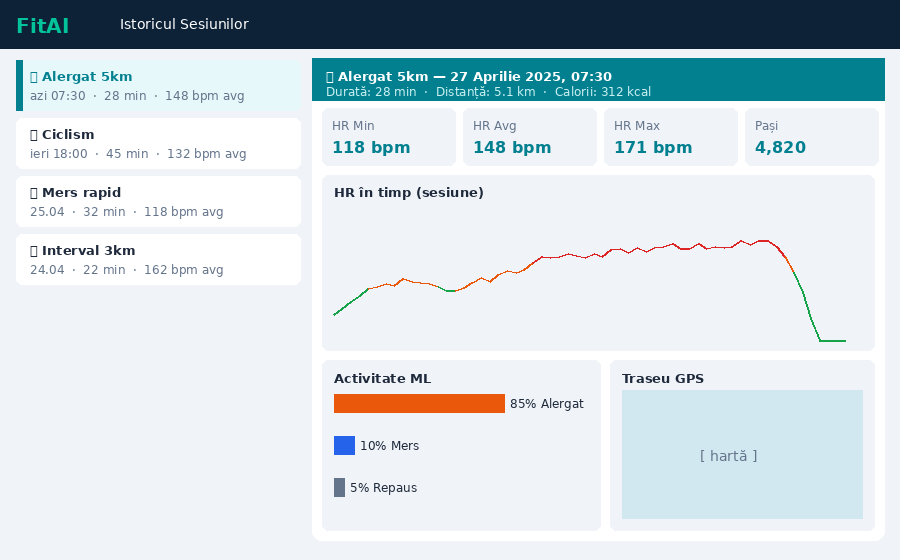 FitAI
Istoricul Sesiunilor
Alergat 5km
azi 07:30 · 28 min · 148 bpm avg
Ciclism
ieri 18:00 · 45 min · 132 bpm avg
Mers rapid
25.04 · 32 min · 118 bpm avg
Interval 3km
24.04 · 22 min · 162 bpm avg
Alergat 5km — 27 Aprilie 2025, 07:30
Durată: 28 min · Distanță: 5.1 km · Calorii: 312 kcal
HR Min
118 bpm
HR Avg
148 bpm
HR Max
171 bpm
Pași
4,820
HR în timp (sesiune)
Activitate ML
85% Alergat
10% Mers
5% Repaus
Traseu GPS
[ hartă ]